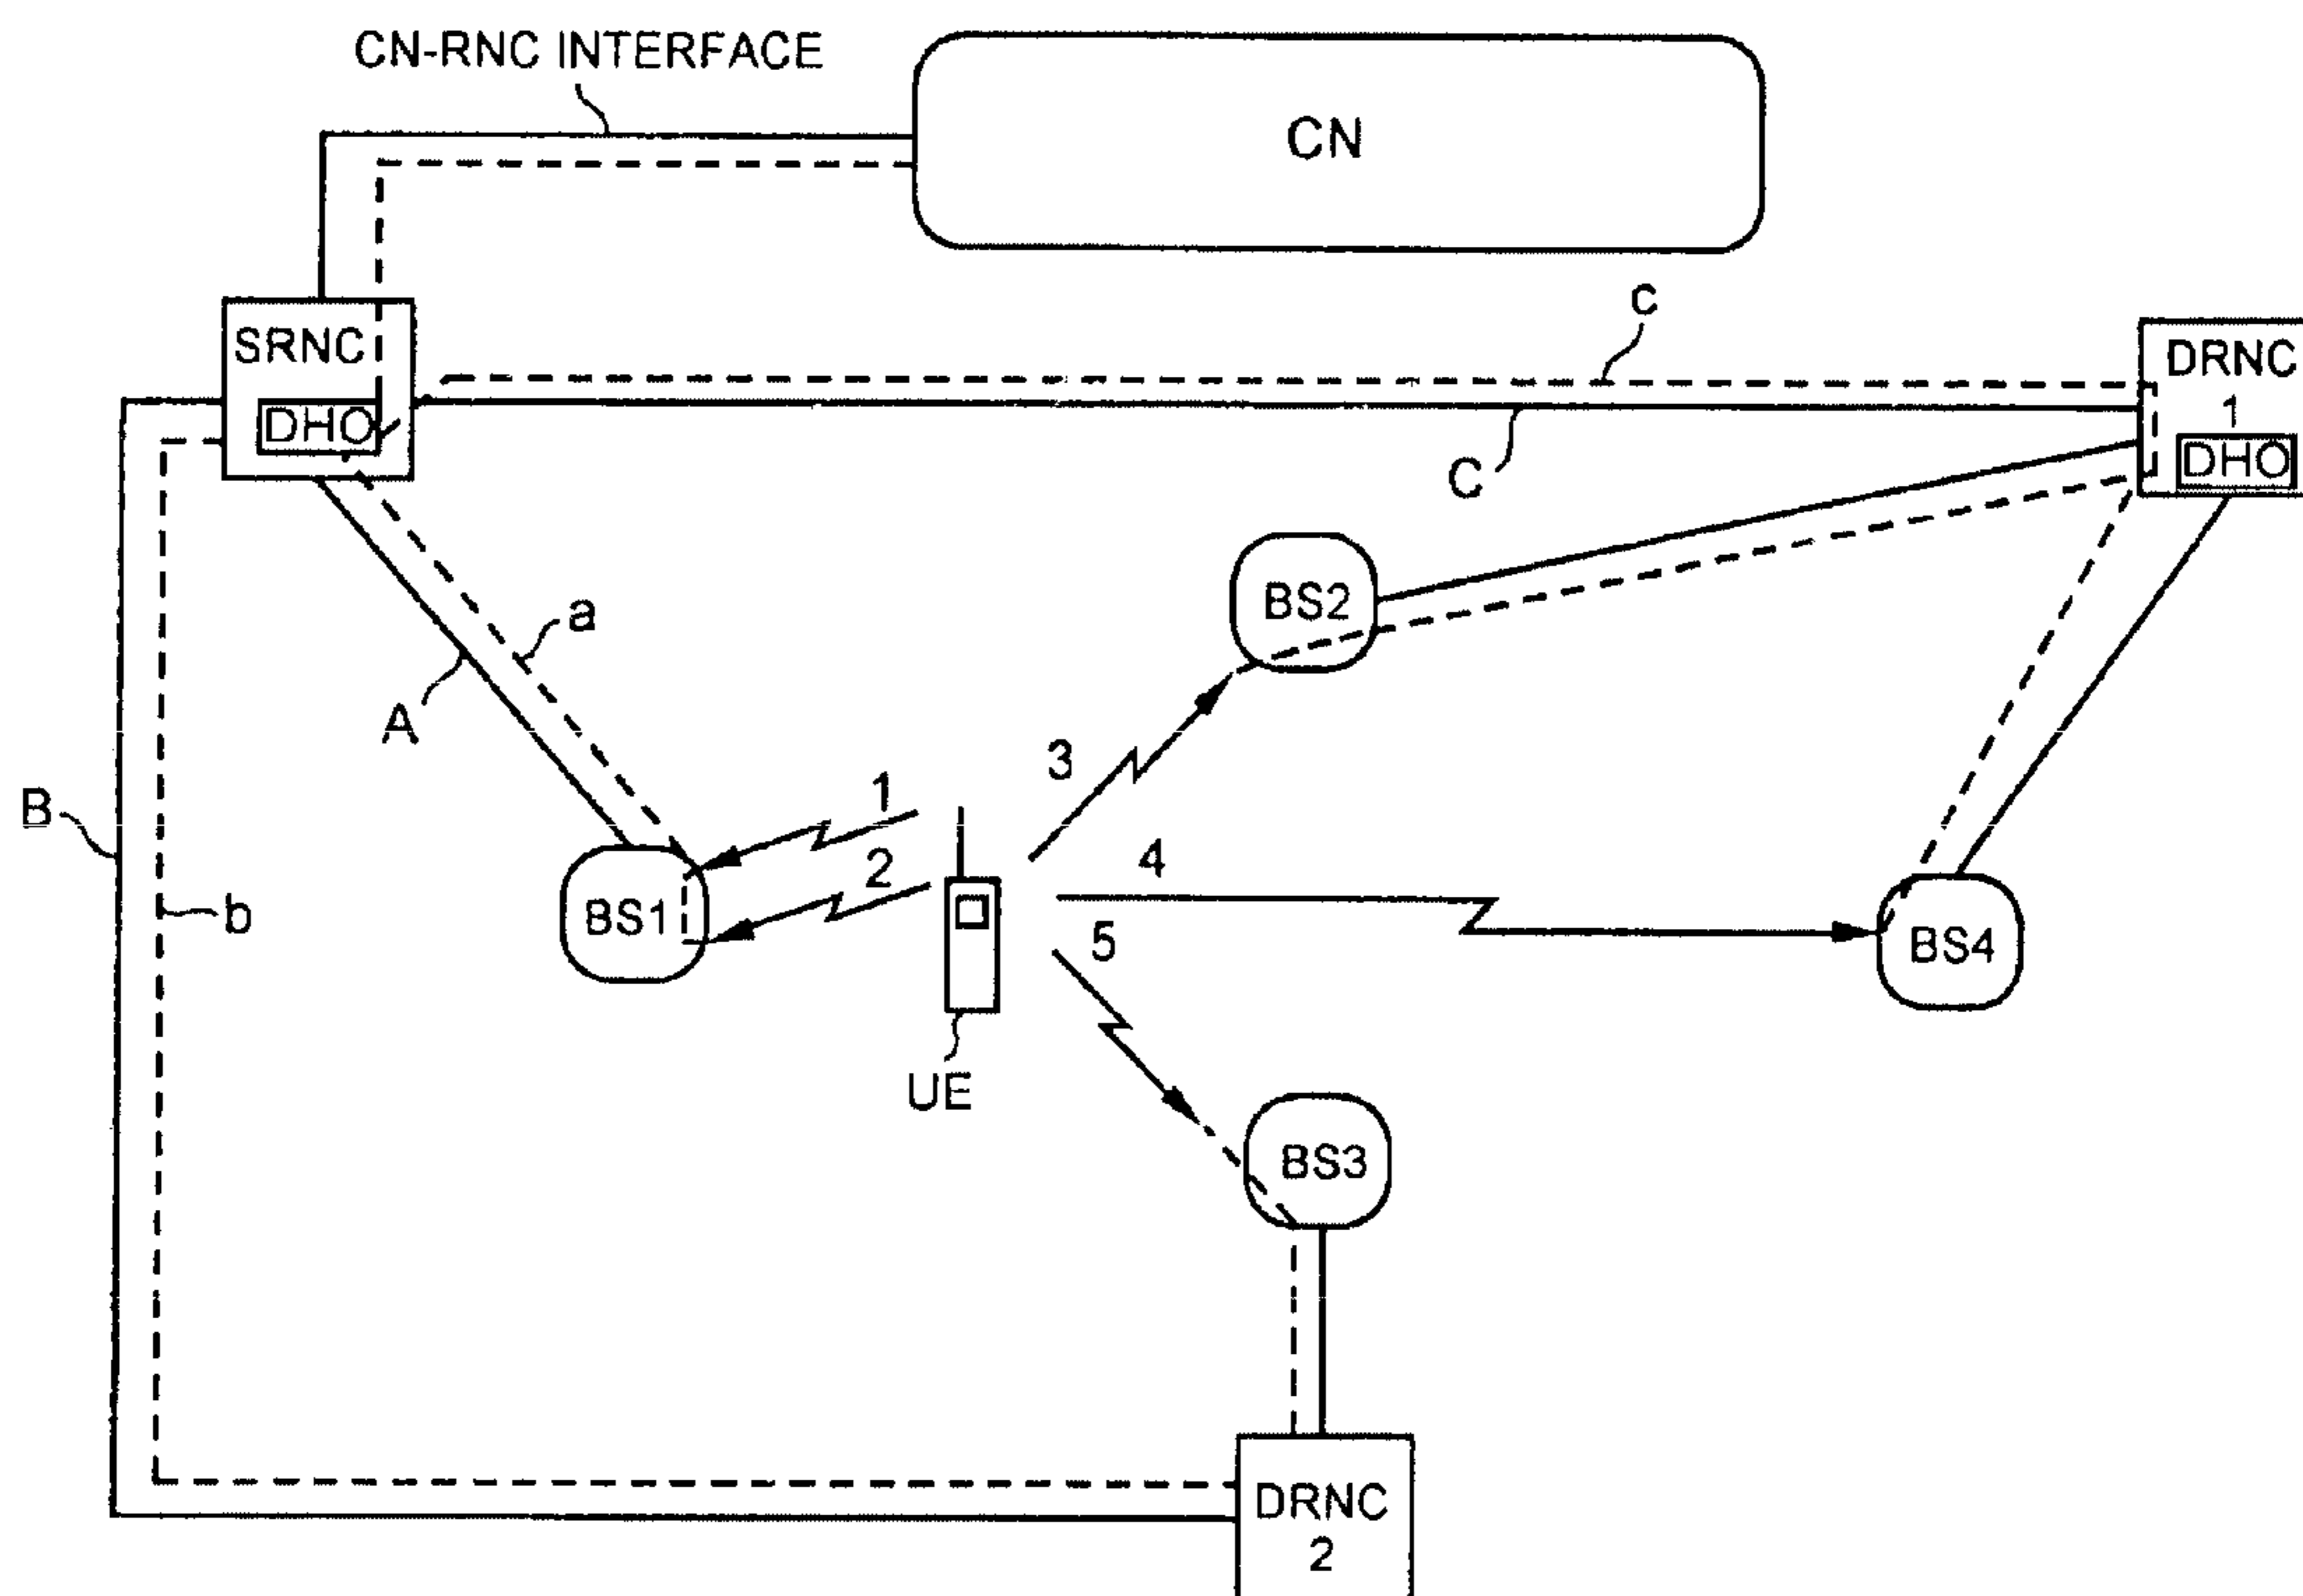 CN-RNC INTERFACE
CN
SRNC
DHO
c
C
DRNC
1
DHO
BS2
a
A
3
1
2
4
5
B
b
BS1
BS4
UE
BS3
DRNC
2